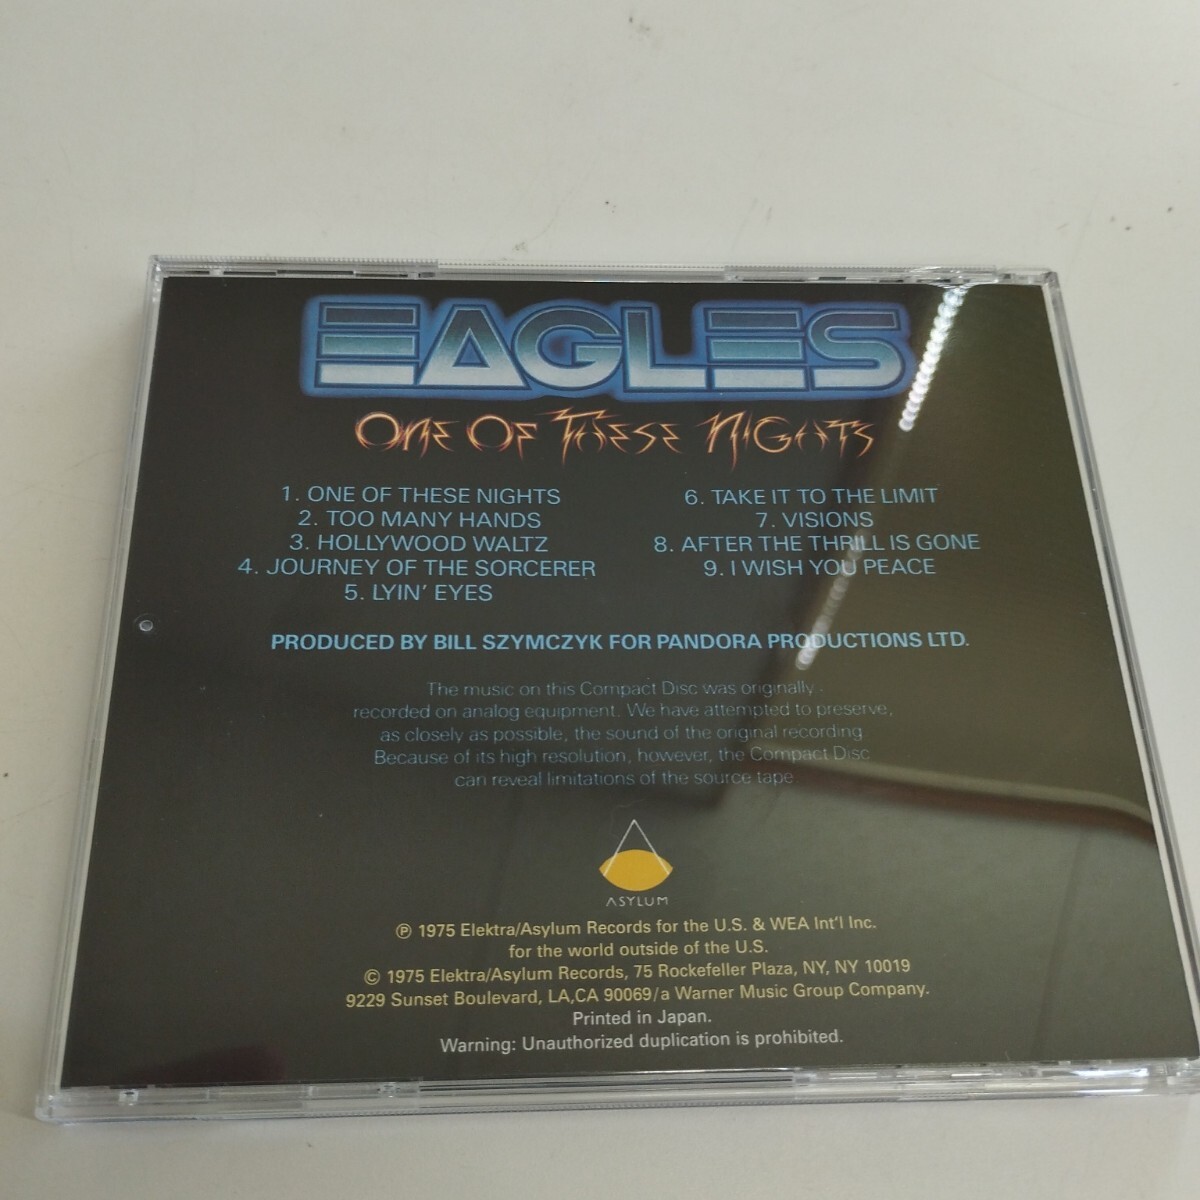 EAGLES
ONE OF THESE NIGHTS
1. ONE OF THESE NIGHTS
2. TOO MANY HANDS
3. HOLLYWOOD WALTZ
4. JOURNEY OF THE SORCERER
5. LYIN' EYES
6. TAKE IT TO THE LIMIT
7. VISIONS
8. AFTER THE THRILL IS GONE
9. I WISH YOU PEACE
PRODUCED BY BILL SZYMCZYK FOR PANDORA PRODUCTIONS LTD.
The music on this Compact Disc was originally
recorded on analog equipment. We have attempted to preserve,
as closely as possible, the sound of the original recording
Because of its high resolution, however, the Compact Disc
can reveal limitations of the source tape.
ASYLUM
℗ 1975 Elektra/Asylum Records for the U.S. & WEA Int'l Inc.
for the world outside of the U.S.
© 1975 Elektra/Asylum Records, 75 Rockefeller Plaza, NY, NY 10019
9229 Sunset Boulevard, LA,CA 90069/a Warner Music Group Company.
Printed in Japan.
Warning: Unauthorized duplication is prohibited.